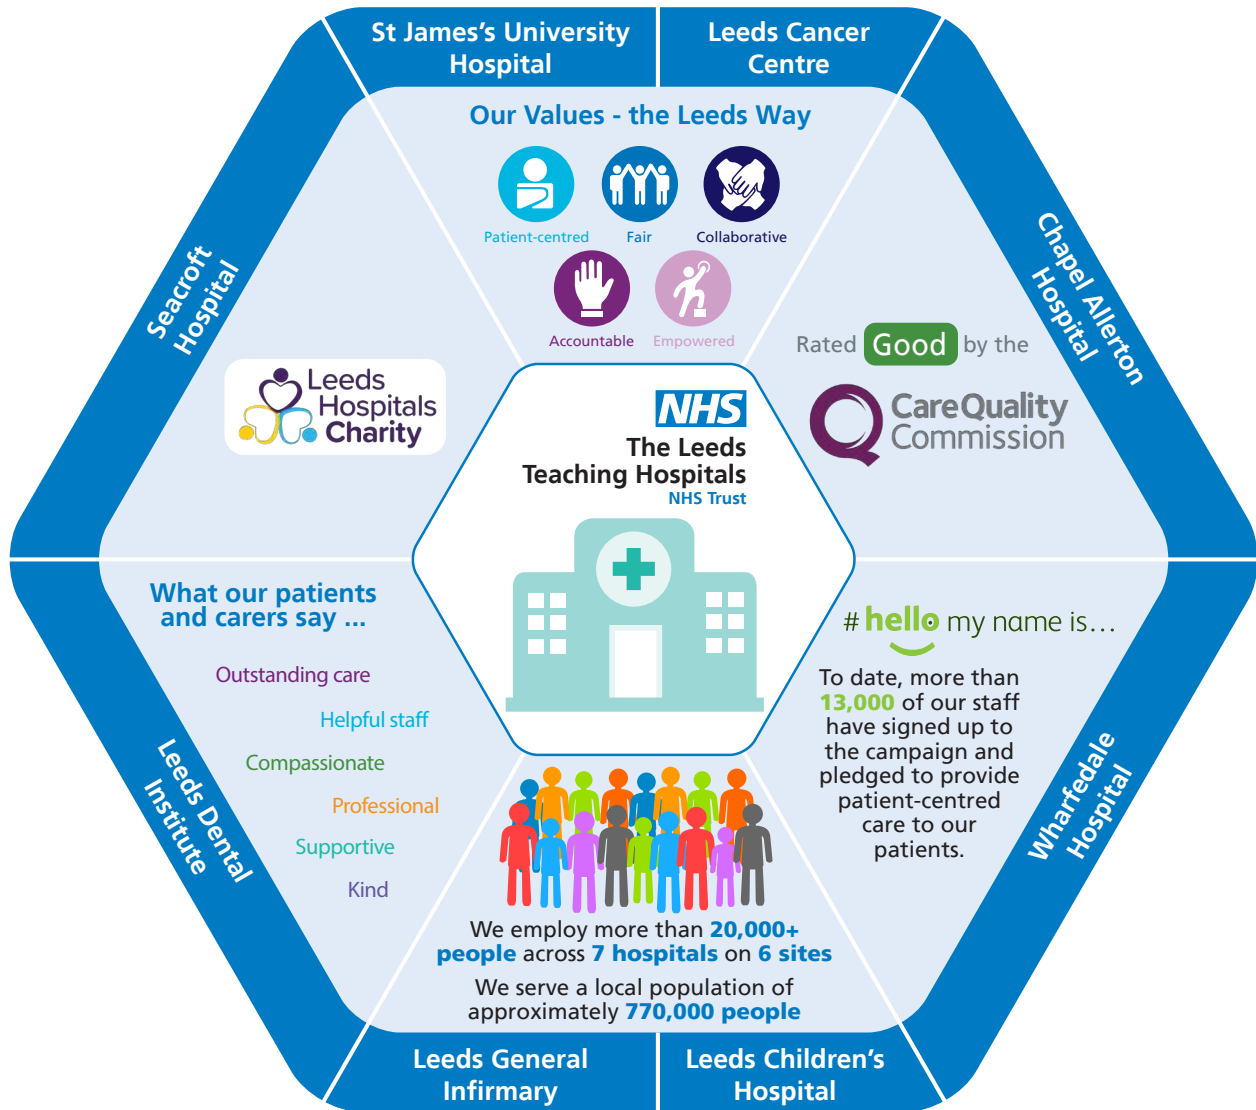 St James’s University
Hospital
Leeds Cancer
Centre
Chapel Allerton
Hospital
Wharfedale
Hospital
Leeds Children’s
Hospital
Leeds General
Infirmary
Leeds Dental
Institute
Seacroft
Hospital
Our Values - the Leeds Way
Patient-centred
Fair
Collaborative
Accountable
Empowered
Leeds
Hospitals
Charity
Rated Good by the
CareQuality
Commission
NHS
The Leeds
Teaching Hospitals
NHS Trust
What our patients
and carers say ...
Outstanding care
Helpful staff
Compassionate
Professional
Supportive
Kind
# hello my name is...
To date, more than
13,000 of our staff
have signed up to
the campaign and
pledged to provide
patient-centred
care to our
patients.
We employ more than 20,000+
people across 7 hospitals on 6 sites
We serve a local population of
approximately 770,000 people